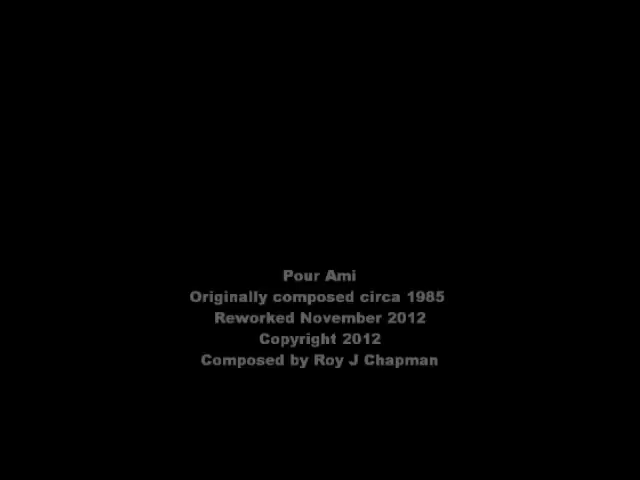 Pour Ami
Originally composed circa 1985
Reworked November 2012
Copyright 2012
Composed by Roy J Chapman